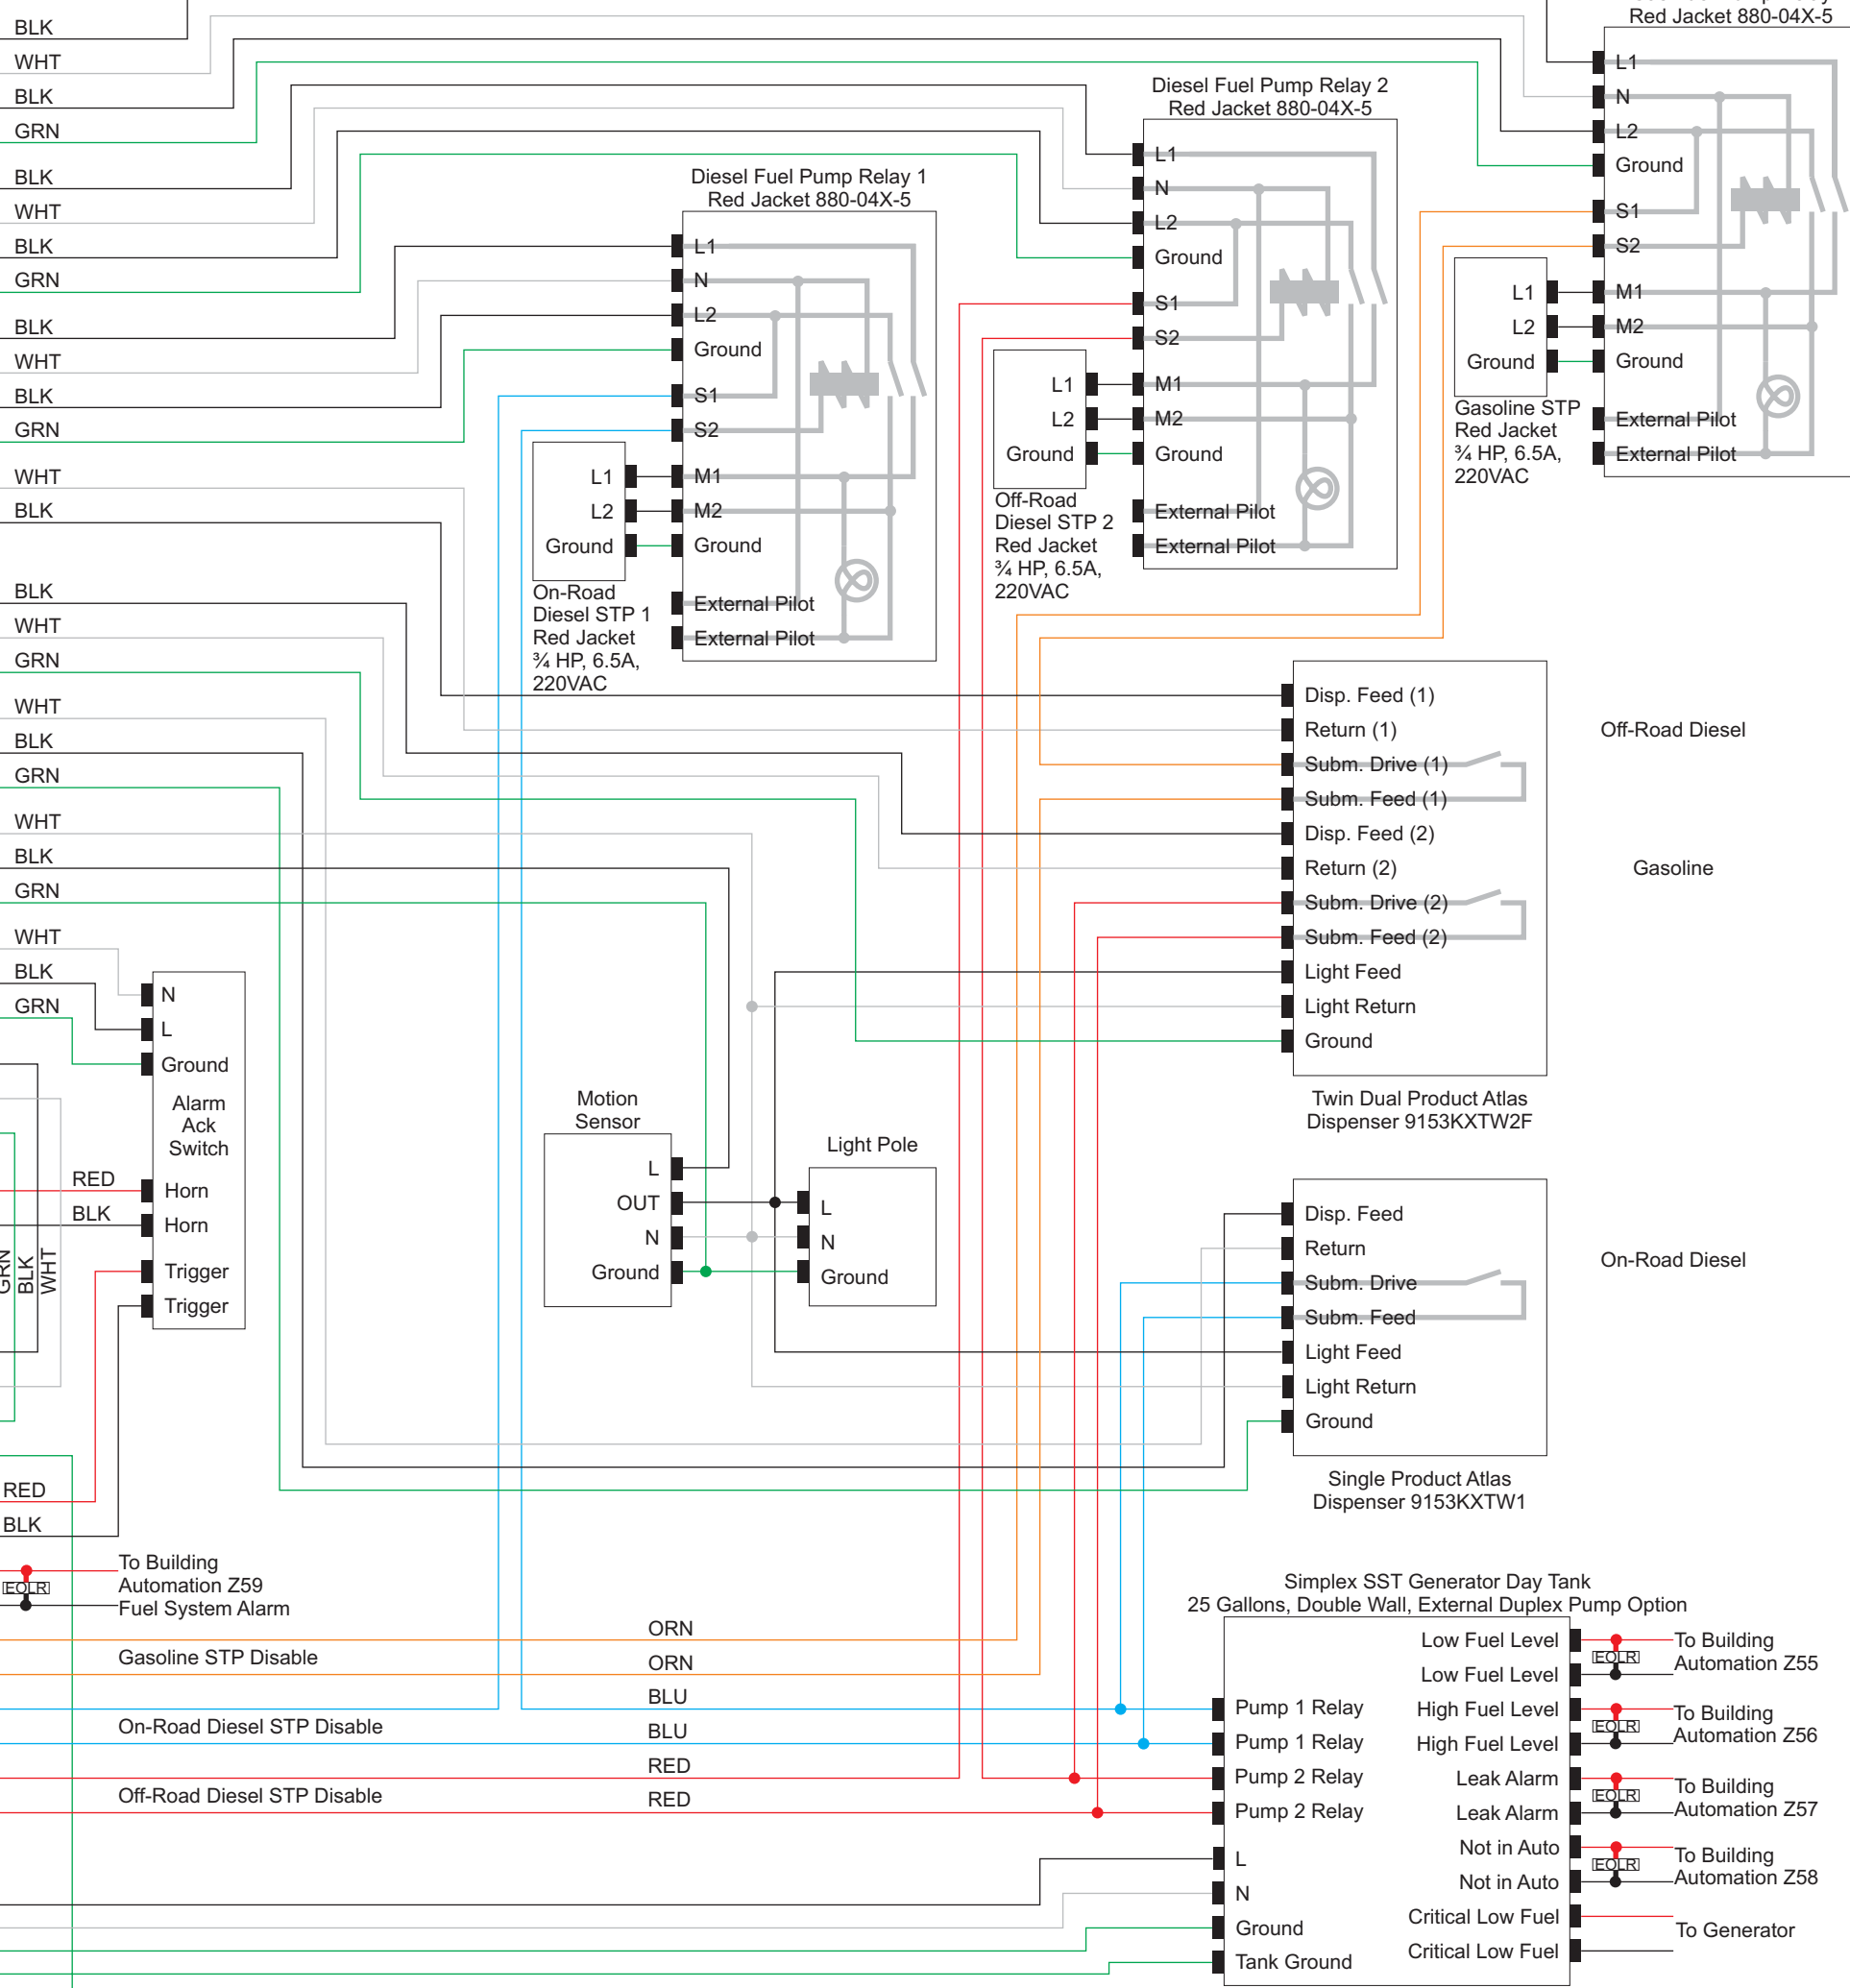 BLK
WHT
BLK
GRN
BLK
WHT
BLK
GRN
BLK
WHT
BLK
GRN
WHT
BLK
BLK
WHT
GRN
WHT
BLK
GRN
WHT
BLK
GRN
WHT
BLK
GRN
Red Jacket 880-04X-5
L1
N
L2
Ground
S1
S2
M1
M2
Ground
External Pilot
External Pilot
L1
L2
Ground
Gasoline STP
Red Jacket
¾ HP, 6.5A,
220VAC
Diesel Fuel Pump Relay 2
Red Jacket 880-04X-5
L1
N
L2
Ground
S1
S2
M1
M2
Ground
External Pilot
External Pilot
L1
L2
Ground
Off-Road
Diesel STP 2
Red Jacket
¾ HP, 6.5A,
220VAC
Diesel Fuel Pump Relay 1
Red Jacket 880-04X-5
L1
N
L2
Ground
S1
S2
M1
M2
Ground
External Pilot
External Pilot
L1
L2
Ground
On-Road
Diesel STP 1
Red Jacket
¾ HP, 6.5A,
220VAC
Disp. Feed (1)
Return (1)
Subm. Drive (1)
Subm. Feed (1)
Disp. Feed (2)
Return (2)
Subm. Drive (2)
Subm. Feed (2)
Light Feed
Light Return
Ground
Off-Road Diesel
Gasoline
Twin Dual Product Atlas
Dispenser 9153KXTW2F
N
L
Ground
Alarm
Ack
Switch
Horn
Horn
Trigger
Trigger
RED
BLK
GRN
BLK
WHT
Motion
Sensor
L
OUT
N
Ground
Light Pole
L
N
Ground
Disp. Feed
Return
Subm. Drive
Subm. Feed
Light Feed
Light Return
Ground
On-Road Diesel
Single Product Atlas
Dispenser 9153KXTW1
RED
BLK
EOLR
To Building
Automation Z59
Fuel System Alarm
ORN
Gasoline STP Disable
ORN
BLU
On-Road Diesel STP Disable
BLU
RED
Off-Road Diesel STP Disable
RED
Simplex SST Generator Day Tank
25 Gallons, Double Wall, External Duplex Pump Option
Pump 1 Relay
Pump 1 Relay
Pump 2 Relay
Pump 2 Relay
L
N
Ground
Tank Ground
Low Fuel Level
Low Fuel Level
High Fuel Level
High Fuel Level
Leak Alarm
Leak Alarm
Not in Auto
Not in Auto
Critical Low Fuel
Critical Low Fuel
EOLR
To Building
Automation Z55
EOLR
To Building
Automation Z56
EOLR
To Building
Automation Z57
EOLR
To Building
Automation Z58
To Generator